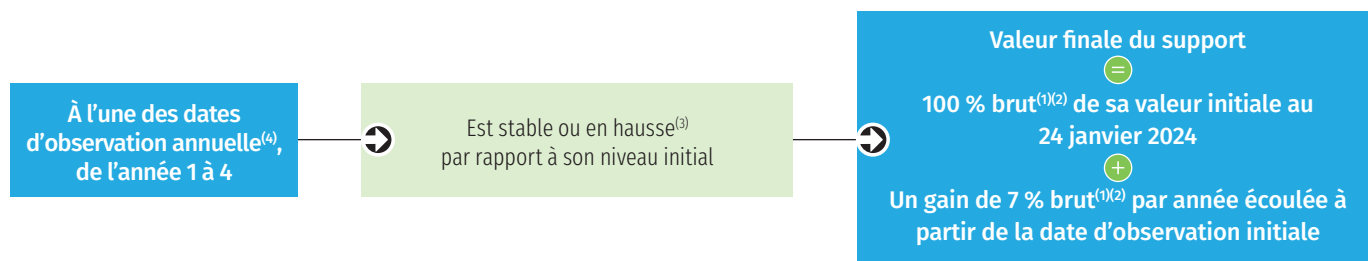 À l’une des dates
d’observation annuelle(4),
de l’année 1 à 4
Est stable ou en hausse(3)
par rapport à son niveau initial
Valeur finale du support
=
100 % brut(1)(2) de sa valeur initiale au
24 janvier 2024
+
Un gain de 7 % brut(1)(2) par année écoulée à
partir de la date d’observation initiale